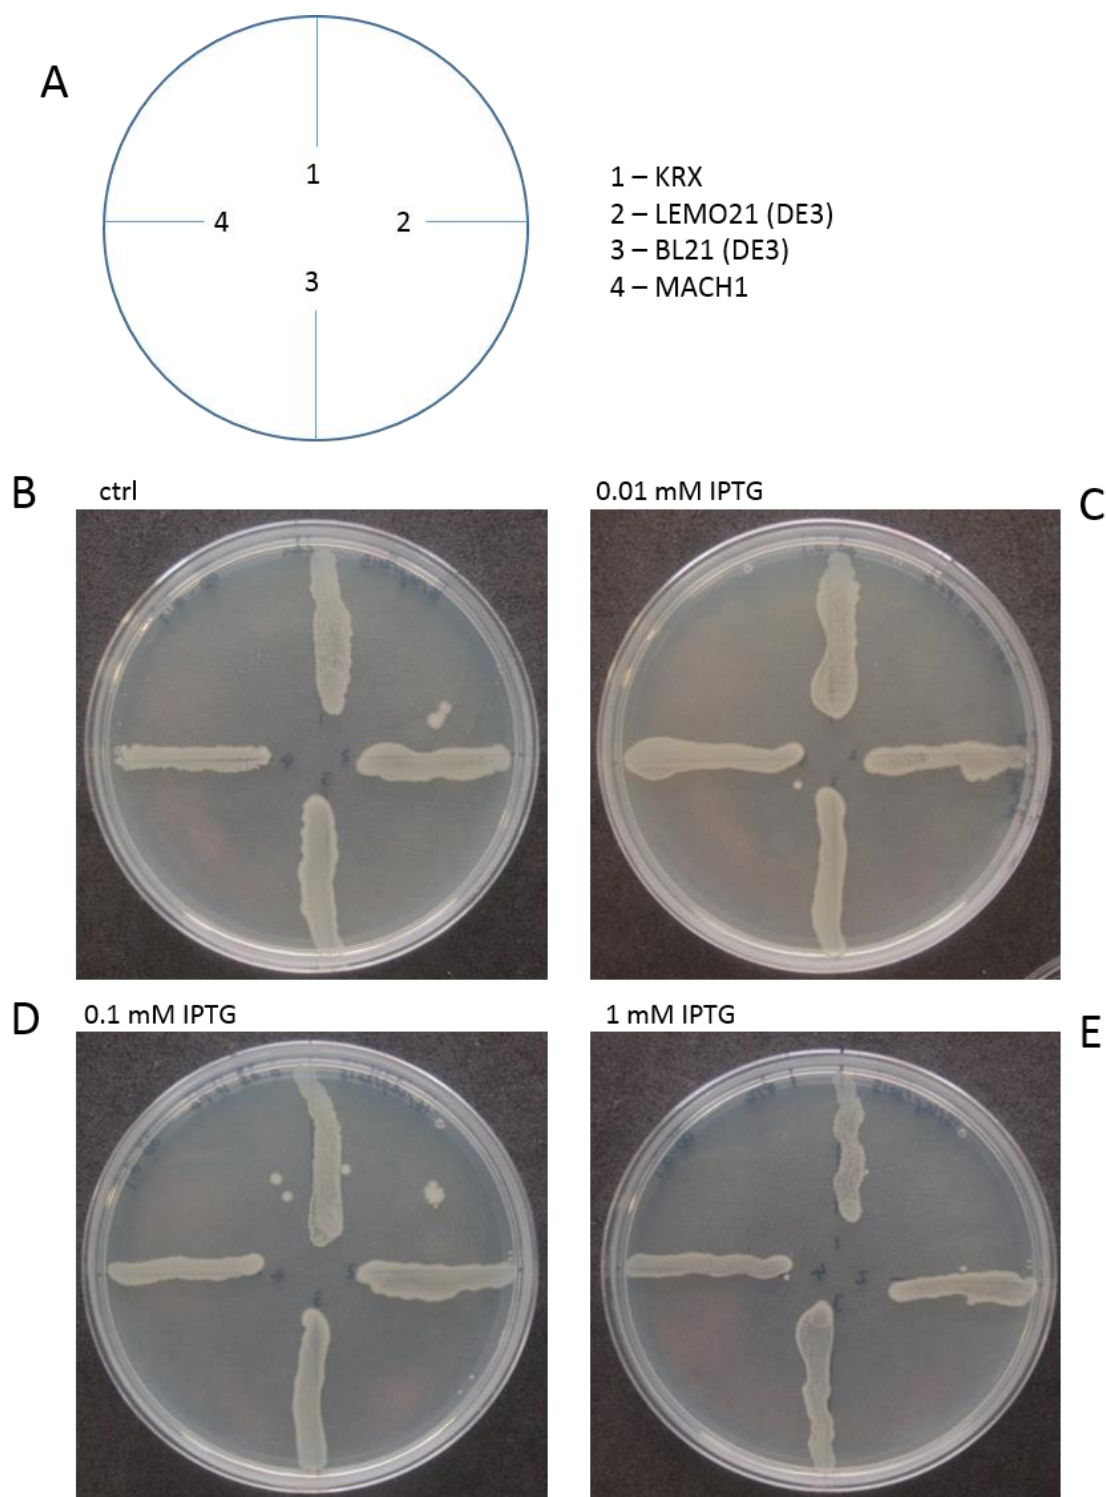 A
1
4
2
3
1 – KRX
2 – LEMO21 (DE3)
3 – BL21 (DE3)
4 – MACH1
B
ctrl
0.01 mM IPTG
C
D
0.1 mM IPTG
1 mM IPTG
E